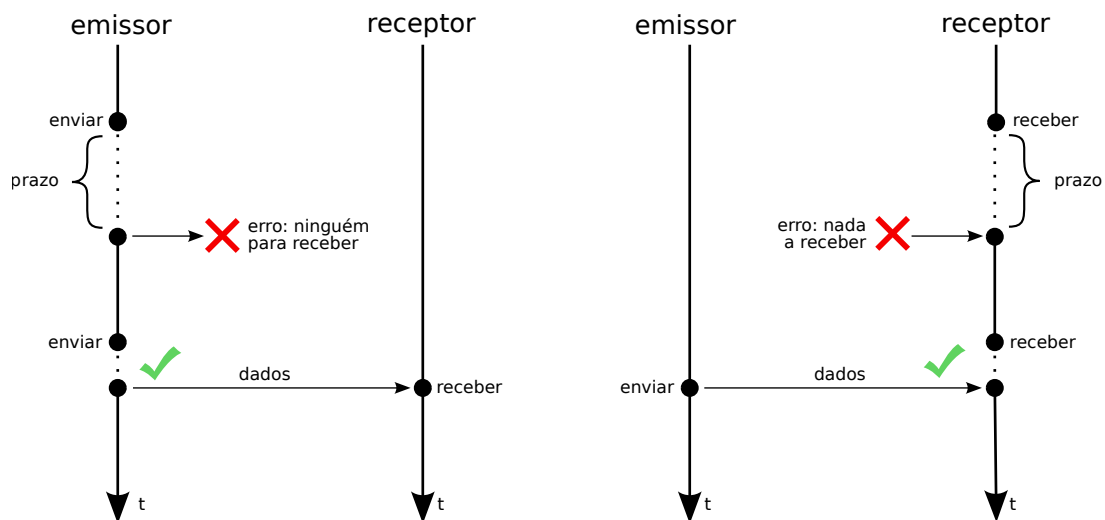 emissor
receptor
enviar
prazo
erro: ninguém
para receber
enviar
dados
receber
t
t
emissor
receptor
receber
prazo
erro: nada
a receber
receber
dados
enviar
t
t